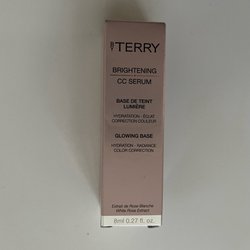 BY TERRY
BRIGHTENING
CC SERUM
BASE DE TEINT
LUMIÈRE
HYDRATATION - ÉCLAT
CORRECTION COULEUR
GLOWING BASE
HYDRATION - RADIANCE
COLOR CORRECTION
Extrait de Rose Blanche
White Rose Extract
8ml 0.27 fl. oz.